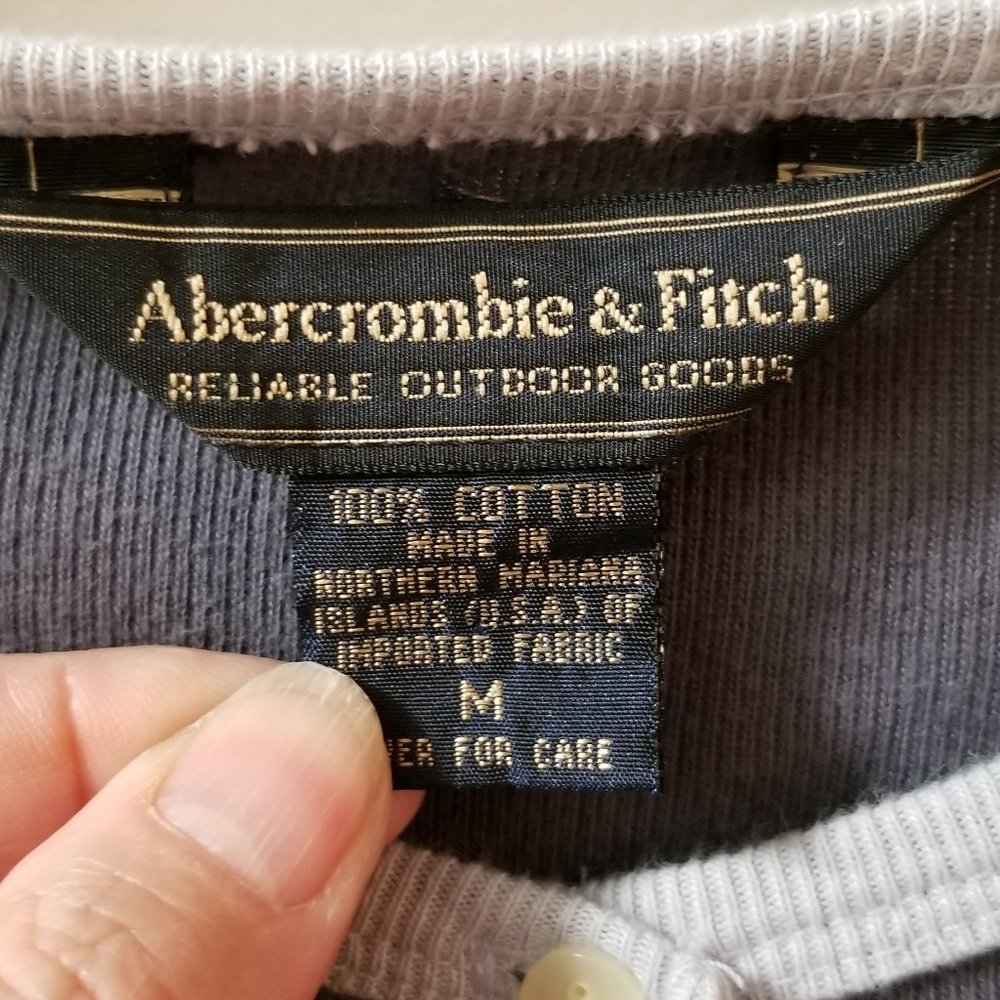 Abercrombie & Fitch
RELIABLE OUTDOOR GOODS
100% COTTON
MADE IN
NORTHERN MARIANA
ISLANDS (U.S.A.) OF
IMPORTED FABRIC
M
FOR CARE